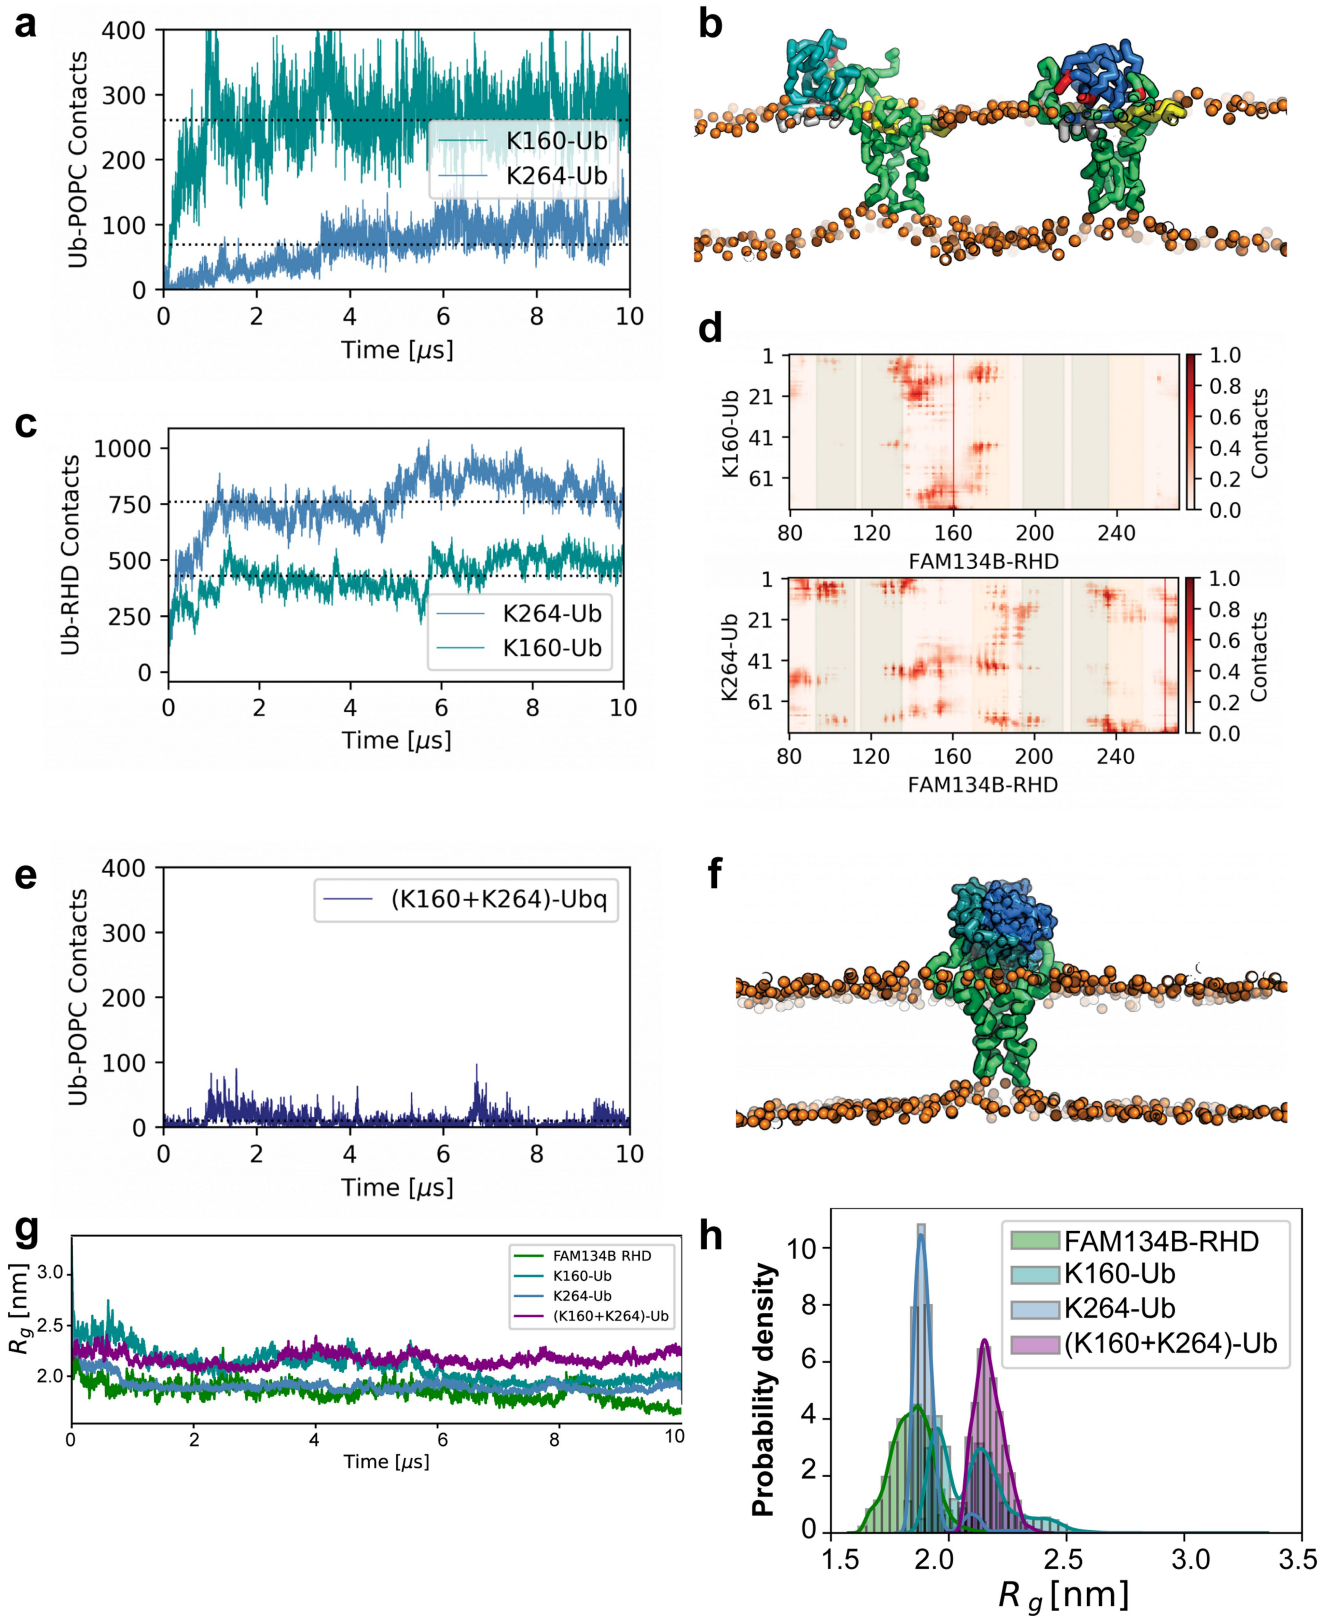 a
400
300
200
100
0
Ub-POPC Contacts
K160-Ub
K264-Ub
0 2 4 6 8 10
Time [μs]
b
c
1000
750
500
250
0
Ub-RHD Contacts
K264-Ub
K160-Ub
0 2 4 6 8 10
Time [μs]
d
1
21
41
61
K160-Ub
80 120 160 200 240
FAM134B-RHD
1.0
0.8
0.6
0.4
0.2
0.0
Contacts
1
21
41
61
K264-Ub
80 120 160 200 240
FAM134B-RHD
1.0
0.8
0.6
0.4
0.2
0.0
Contacts
e
400
300
200
100
0
Ub-POPC Contacts
(K160+K264)-Ubq
0 2 4 6 8 10
Time [μs]
f
g
3.0
2.5
2.0
Rg [nm]
FAM134B RHD
K160-Ub
K264-Ub
(K160+K264)-Ub
0 2 4 6 8 10
Time [μs]
h
10
8
6
4
2
0
Probability density
FAM134B-RHD
K160-Ub
K264-Ub
(K160+K264)-Ub
1.5 2.0 2.5 3.0 3.5
Rg [nm]